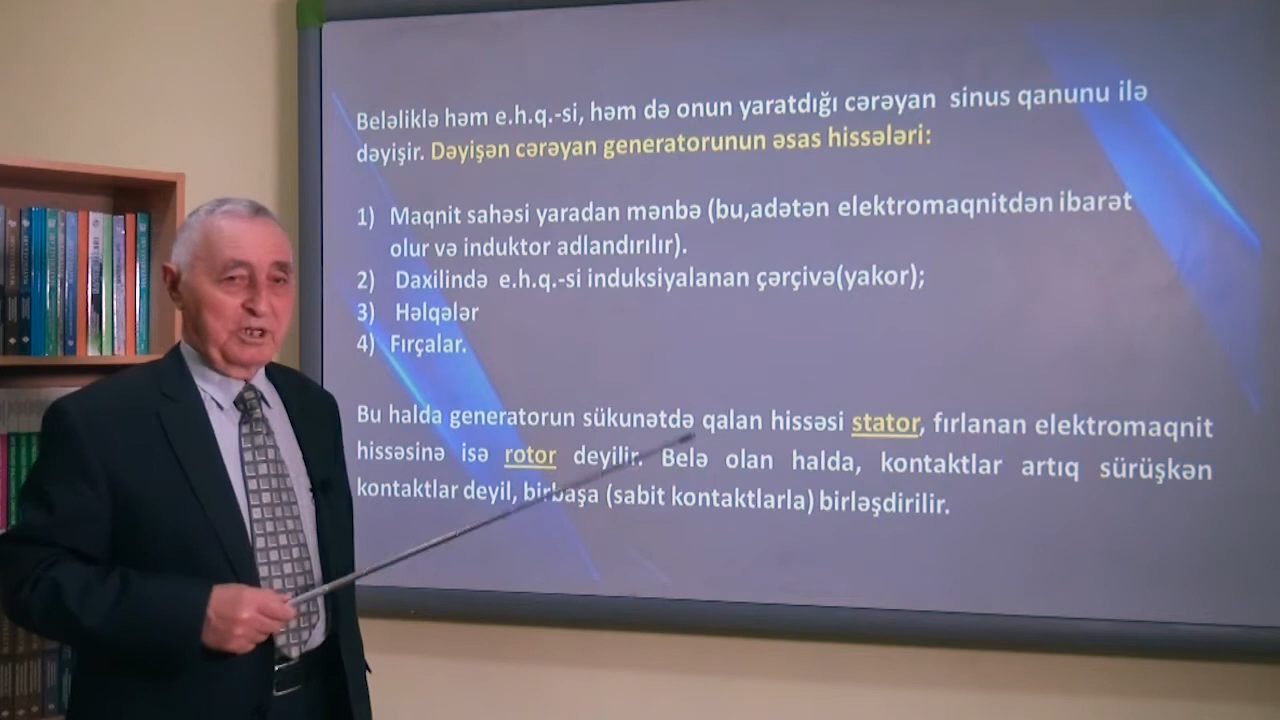 Beləliklə həm e.h.q.-si, həm də onun yaratdığı cərəyan sinus qanunu ilə
dəyişir. Dəyişən cərəyan generatorunun əsas hissələri:
1) Maqnit sahəsi yaradan mənbə (bu,adətən elektromaqnitdən ibarət
olur və induktor adlandırılır).
2) Daxilində e.h.q.-si induksiyalanan çərçivə(yakor);
3) Həlqələr
4) Fırçalar.
Bu halda generatorun sükunətdə qalan hissəsi stator, fırlanan elektromaqnit
hissəsinə isə rotor deyilir. Belə olan halda, kontaktlar artıq sürüşkən
kontaktlar deyil, birbaşa (sabit kontaktlarla) birləşdirilir.